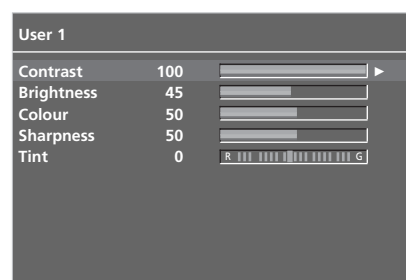 User 1
Contrast 100
Brightness 45
Colour 50
Sharpness 50
Tint 0 R G